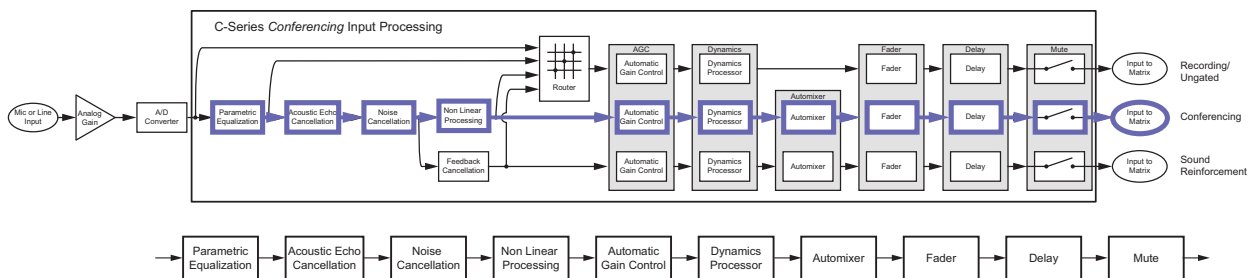 C-Series Conferencing Input Processing
Mic or Line
Input
Analog
Gain
A/D
Converter
Parametric
Equalization
Acoustic Echo
Cancellation
Noise
Cancellation
Non Linear
Processing
Feedback
Cancellation
Router
AGC
Automatic
Gain Control
Automatic
Gain Control
Automatic
Gain Control
Dynamics
Dynamics
Processor
Dynamics
Processor
Dynamics
Processor
Automixer
Automixer
Automixer
Fader
Fader
Fader
Fader
Delay
Delay
Delay
Delay
Mute
Input to
Matrix
Input to
Matrix
Input to
Matrix
Recording/
Ungated
Conferencing
Sound
Reinforcement
Parametric
Equalization
Acoustic Echo
Cancellation
Noise
Cancellation
Non Linear
Processing
Automatic
Gain Control
Dynamics
Processor
Automixer
Fader
Delay
Mute